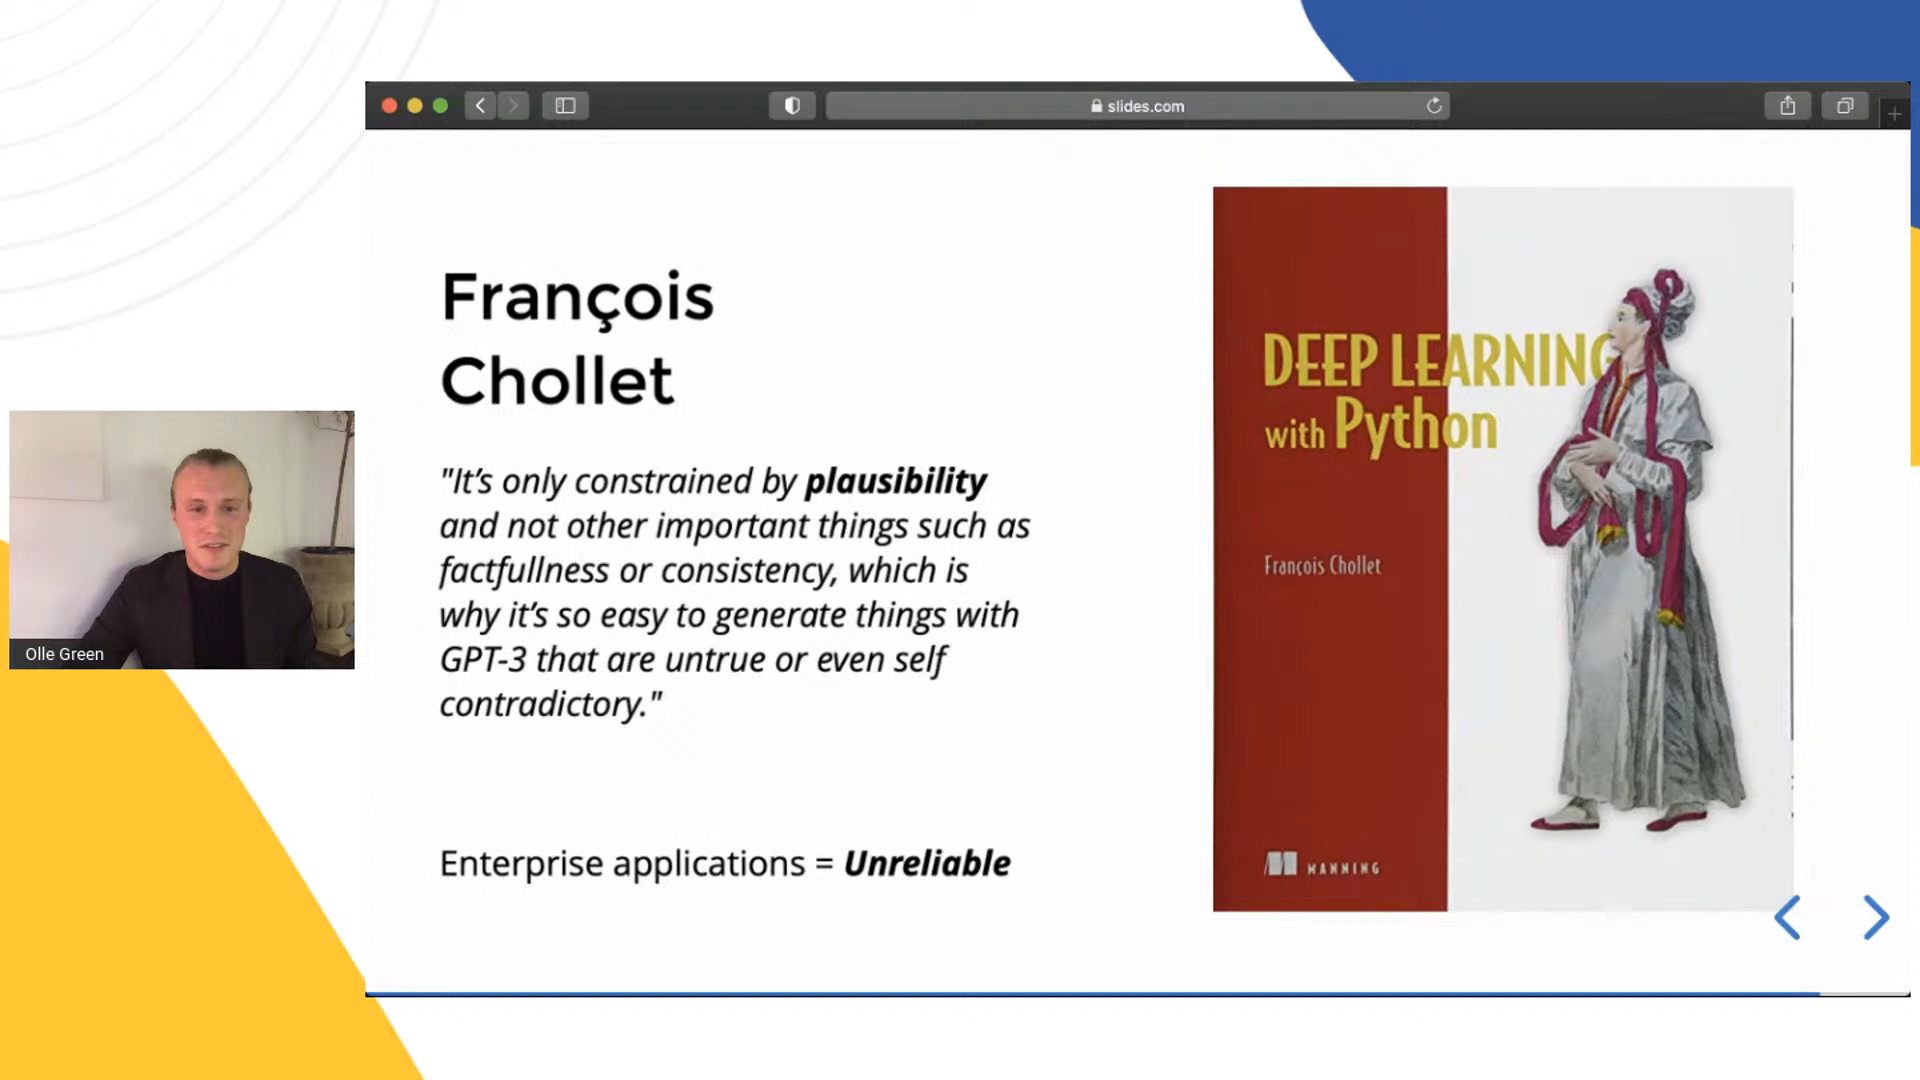 slides.com
François
Chollet
"It's only constrained by plausibility
and not other important things such as
factfullness or consistency, which is
why it's so easy to generate things with
GPT-3 that are untrue or even self
contradictory."
Enterprise applications = Unreliable
DEEP LEARNING
with Python
François Chollet
MANNING
Olle Green